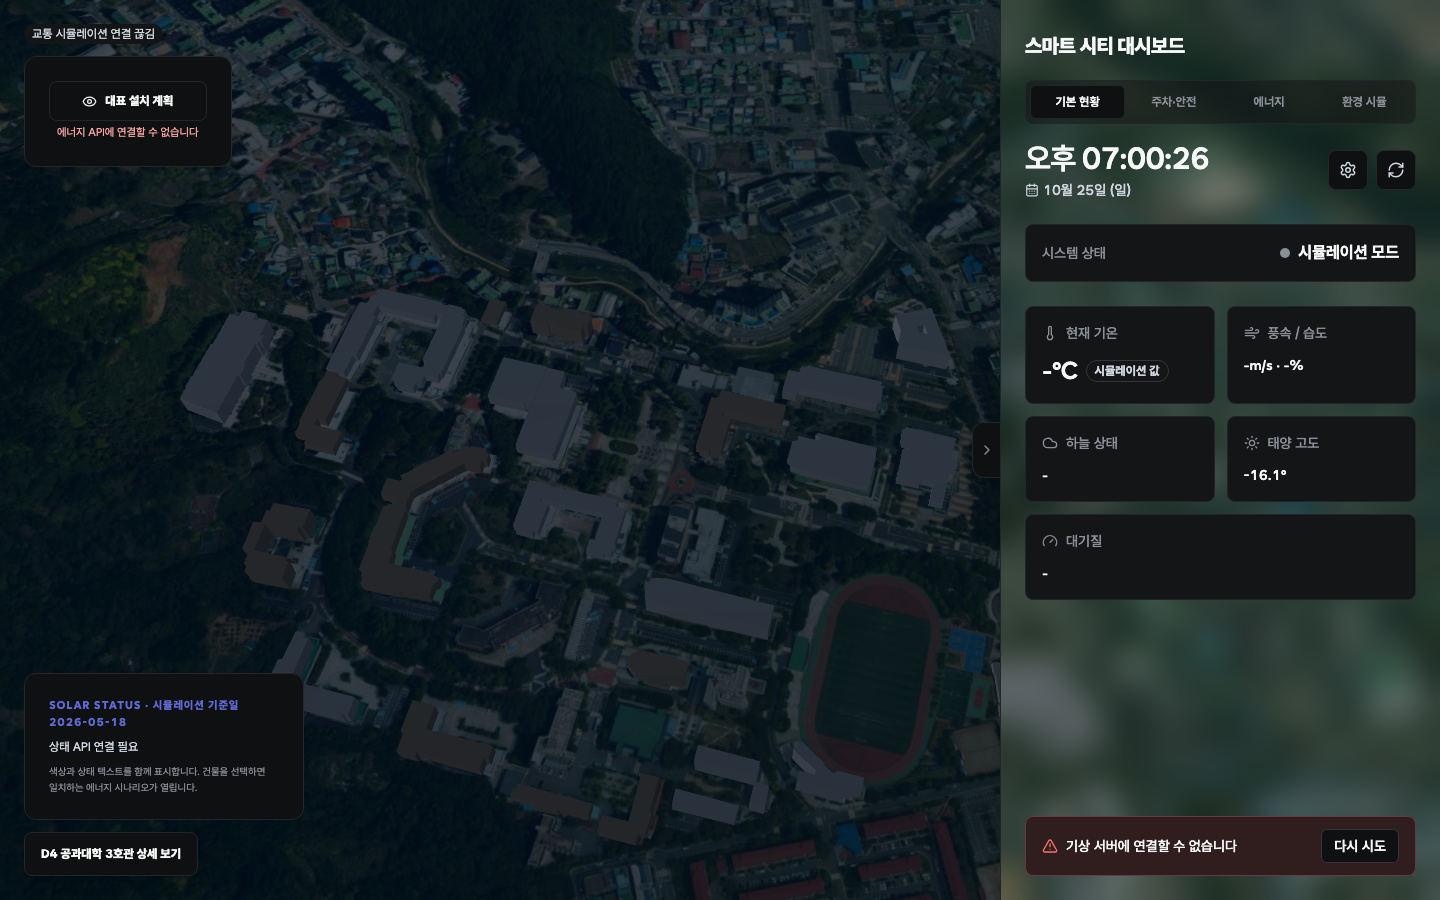 교통 시뮬레이션 연결 끊김
대표 설치 계획
에너지 API에 연결할 수 없습니다
SOLAR STATUS · 시뮬레이션 기준일
2026-05-18
상태 API 연결 필요
색상과 상태 텍스트를 함께 표시합니다. 건물을 선택하면
일치하는 에너지 시나리오가 열립니다.
D4 공과대학 3호관 상세 보기
스마트 시티 대시보드
기본 현황
주차·안전
에너지
환경 시뮬
오후 07:00:26
10월 25일 (일)
시스템 상태
시뮬레이션 모드
현재 기온
-°C
시뮬레이션 값
풍속 / 습도
-m/s · -%
하늘 상태
-
태양 고도
-16.1°
대기질
-
기상 서버에 연결할 수 없습니다
다시 시도